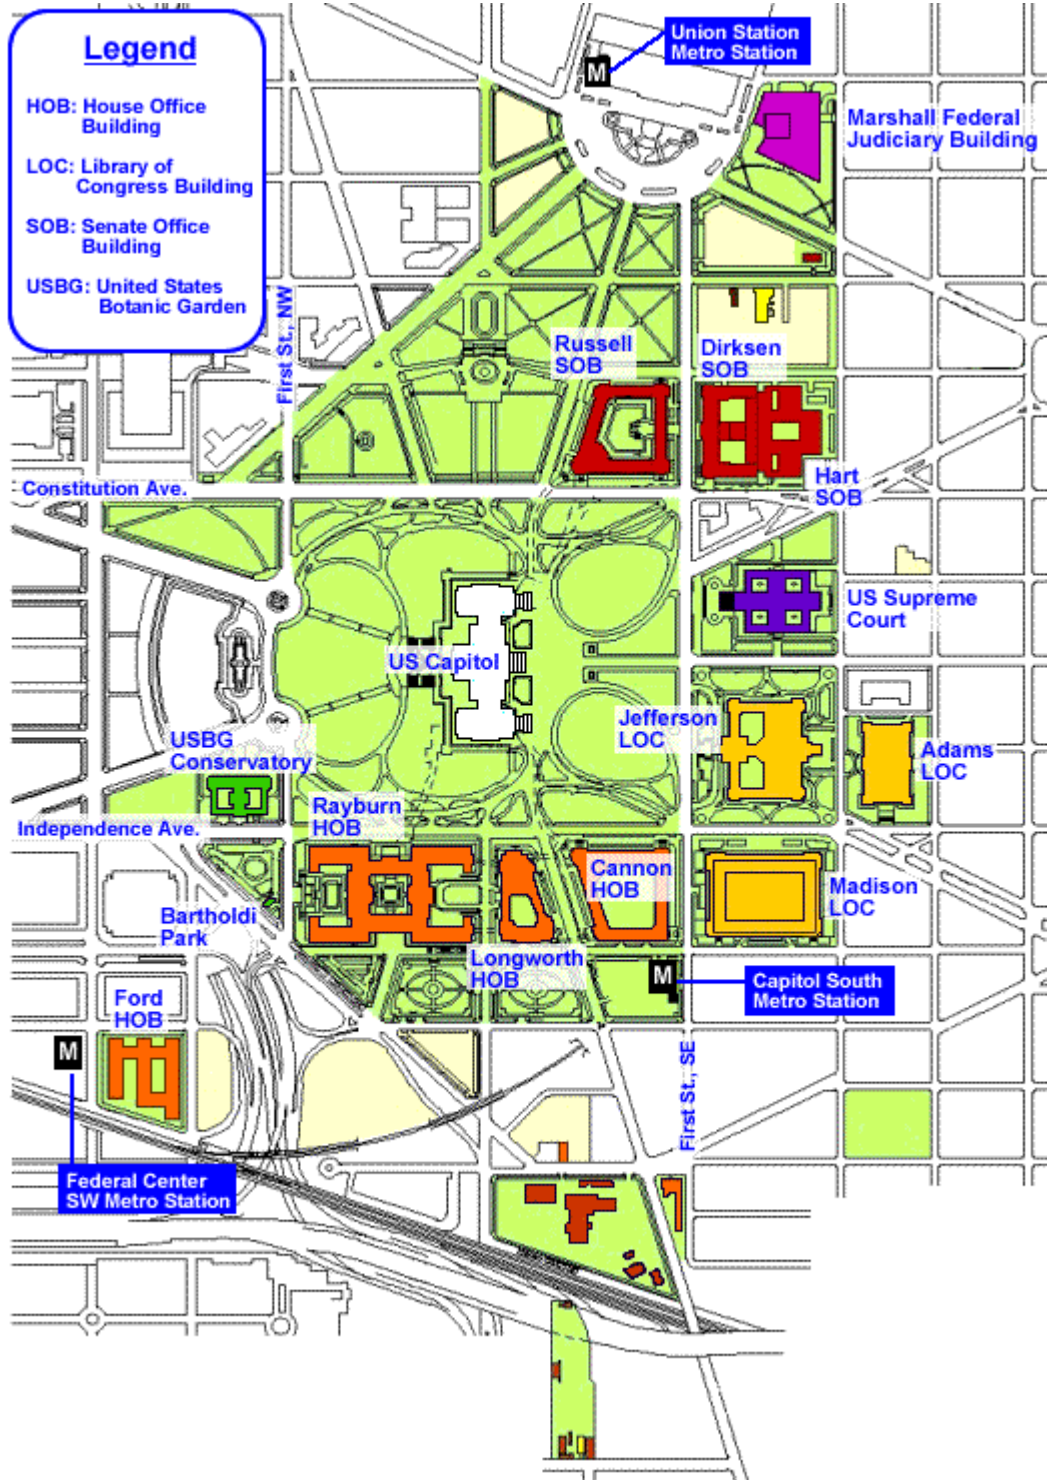 Legend
HOB: House Office
Building
LOC: Library of
Congress Building
SOB: Senate Office
Building
USBG: United States
Botanic Garden
Union Station
Metro Station
M
Marshall Federal
Judiciary Building
First St., NW
Russell
SOB
Dirksen
SOB
Hart
SOB
Constitution Ave.
US Supreme
Court
US Capitol
Jefferson
LOC
Adams
LOC
USBG
Conservatory
Rayburn
HOB
Independence Ave.
Cannon
HOB
Madison
LOC
Bartholdi
Park
Longworth
HOB
M
Capitol South
Metro Station
Ford
HOB
M
First St., SE
Federal Center
SW Metro Station